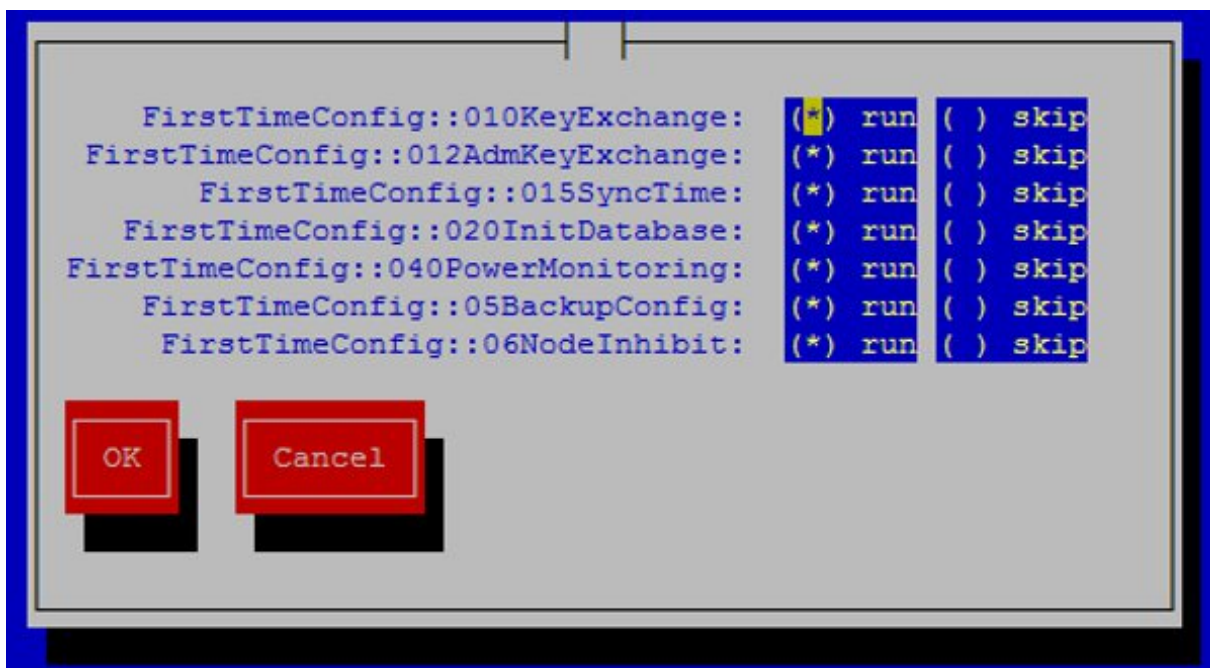 FirstTimeConfig::010KeyExchange: (*) run ( ) skip
FirstTimeConfig::012AdmKeyExchange: (*) run ( ) skip
FirstTimeConfig::015SyncTime: (*) run ( ) skip
FirstTimeConfig::020InitDatabase: (*) run ( ) skip
FirstTimeConfig::040PowerMonitoring: (*) run ( ) skip
FirstTimeConfig::05BackupConfig: (*) run ( ) skip
FirstTimeConfig::06NodeInhibit: (*) run ( ) skip
OK Cancel